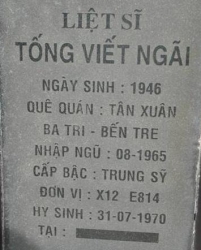 LIỆT SĨ
TỐNG VIẾT NGÃI
NGÀY SINH : 1946
QUÊ QUÁN : TÂN XUÂN
BA TRI - BẾN TRE
NHẬP NGŨ : 08-1965
CẤP BẬC : TRUNG SỸ
ĐƠN VỊ : X12 E814
HY SINH : 31-07-1970
TẠI :